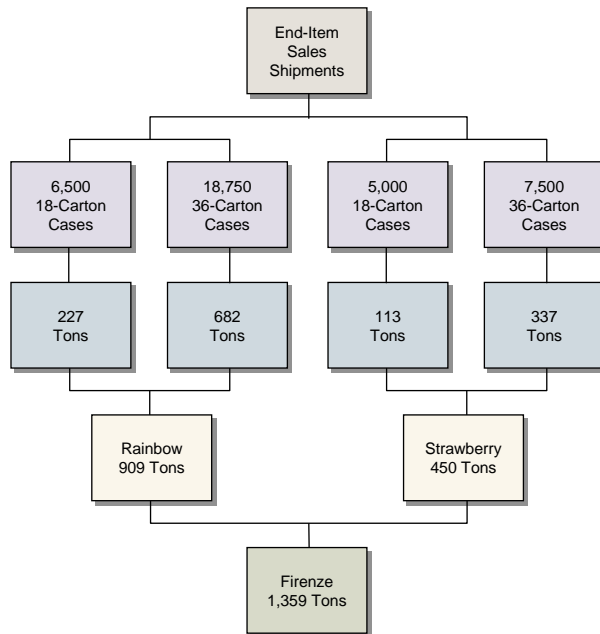 End-Item
Sales
Shipments
6,500
18-Carton
Cases
18,750
36-Carton
Cases
5,000
18-Carton
Cases
7,500
36-Carton
Cases
227
Tons
682
Tons
113
Tons
337
Tons
Rainbow
909 Tons
Strawberry
450 Tons
Firenze
1,359 Tons